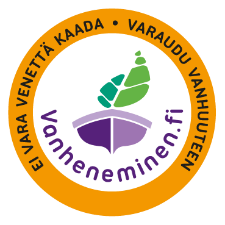 EI VARA VENETTÄ KAADA • VARAUDU VANHUUTEEN
Vanheneminen.fi